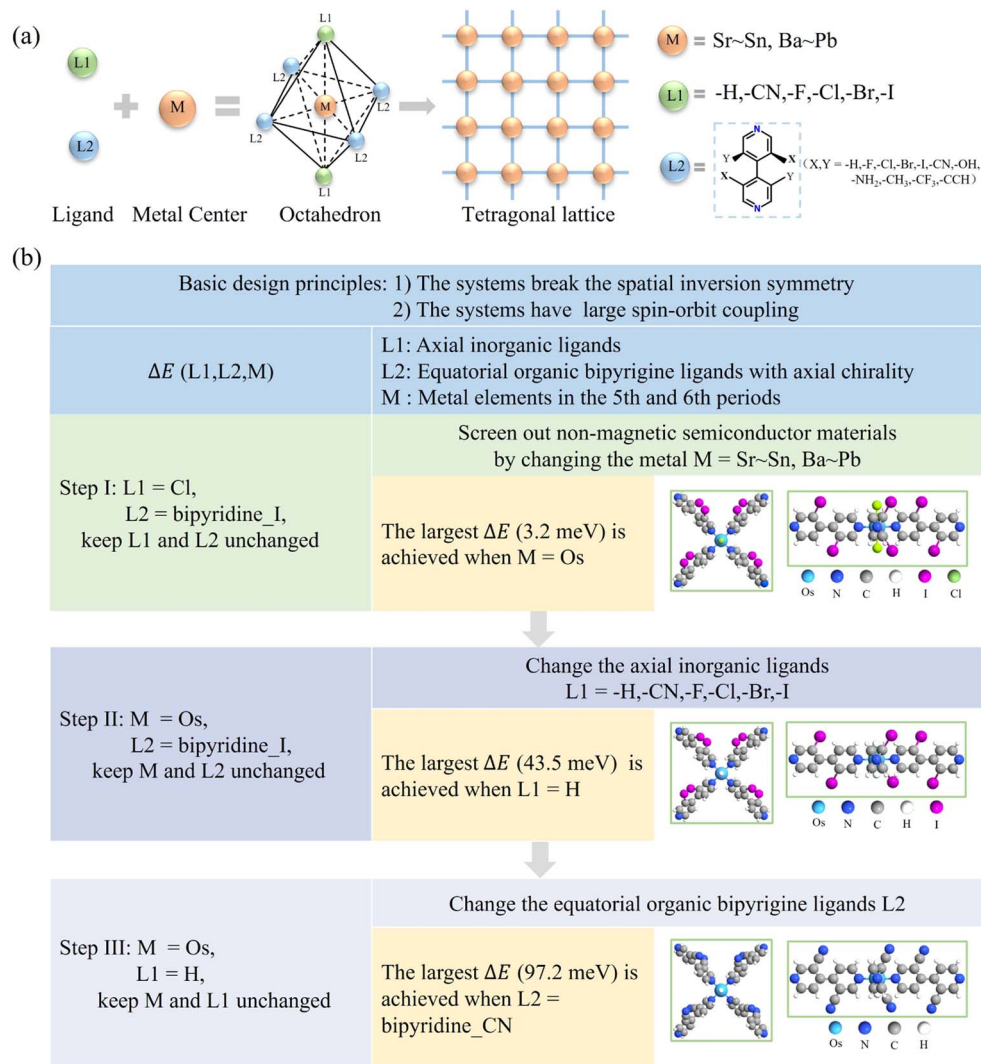 (a)
L1
L2
M
L1
L2
L2
M
L2
L2
L1
Ligand
Metal Center
Octahedron
Tetragonal lattice
M = Sr~Sn, Ba~Pb
L1 = -H,-CN,-F,-Cl,-Br,-I
L2 =
N
Y
X
X
Y
N
(X,Y = -H,-F,-Cl,-Br,-I,-CN,-OH,
-NH2,-CH3,-CF3,-CCH)
(b)
Basic design principles: 1) The systems break the spatial inversion symmetry
2) The systems have large spin-orbit coupling
ΔE (L1,L2,M)
L1: Axial inorganic ligands
L2: Equatorial organic bipyrigine ligands with axial chirality
M : Metal elements in the 5th and 6th periods
Step I: L1 = Cl,
L2 = bipyridine_I,
keep L1 and L2 unchanged
Screen out non-magnetic semiconductor materials
by changing the metal M = Sr~Sn, Ba~Pb
The largest ΔE (3.2 meV) is
achieved when M = Os
Os N C H I Cl
Step II: M = Os,
L2 = bipyridine_I,
keep M and L2 unchanged
Change the axial inorganic ligands
L1 = -H,-CN,-F,-Cl,-Br,-I
The largest ΔE (43.5 meV) is
achieved when L1 = H
Os N C H I
Step III: M = Os,
L1 = H,
keep M and L1 unchanged
Change the equatorial organic bipyrigine ligands L2
The largest ΔE (97.2 meV) is
achieved when L2 =
bipyridine_CN
Os N C H